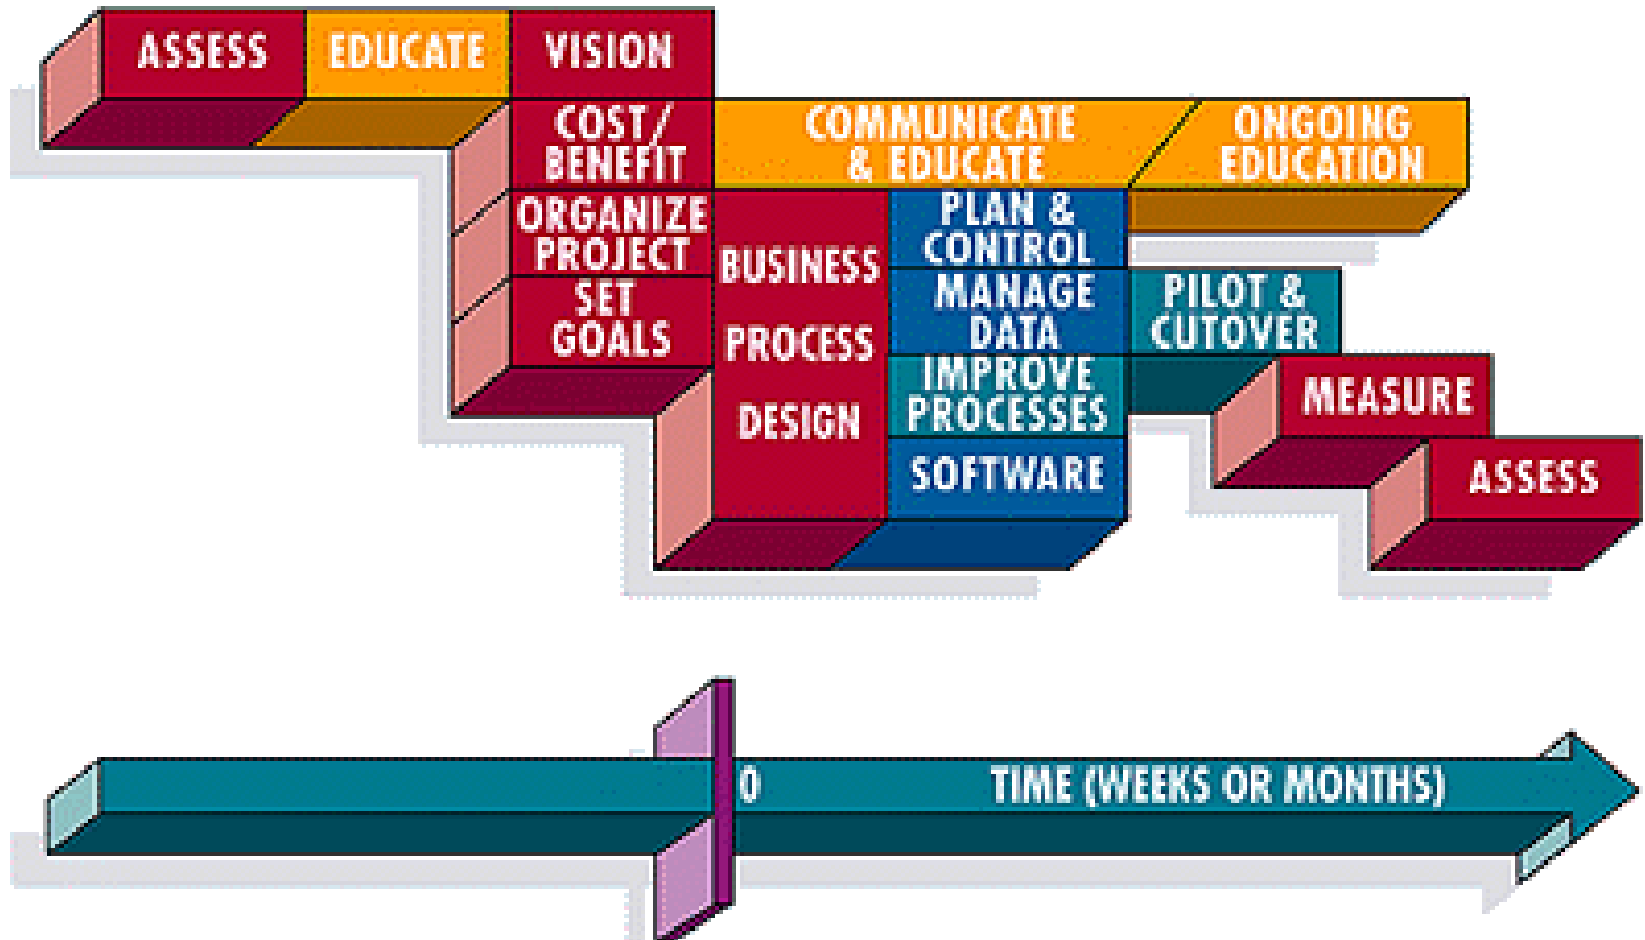 ASSESS
EDUCATE
VISION
COST/
BENEFIT
COMMUNICATE
& EDUCATE
ONGOING
EDUCATION
ORGANIZE
PROJECT
SET
GOALS
BUSINESS
PROCESS
DESIGN
PLAN &
CONTROL
MANAGE
DATA
IMPROVE
PROCESSES
SOFTWARE
PILOT &
CUTOVER
MEASURE
ASSESS
0
TIME (WEEKS OR MONTHS)